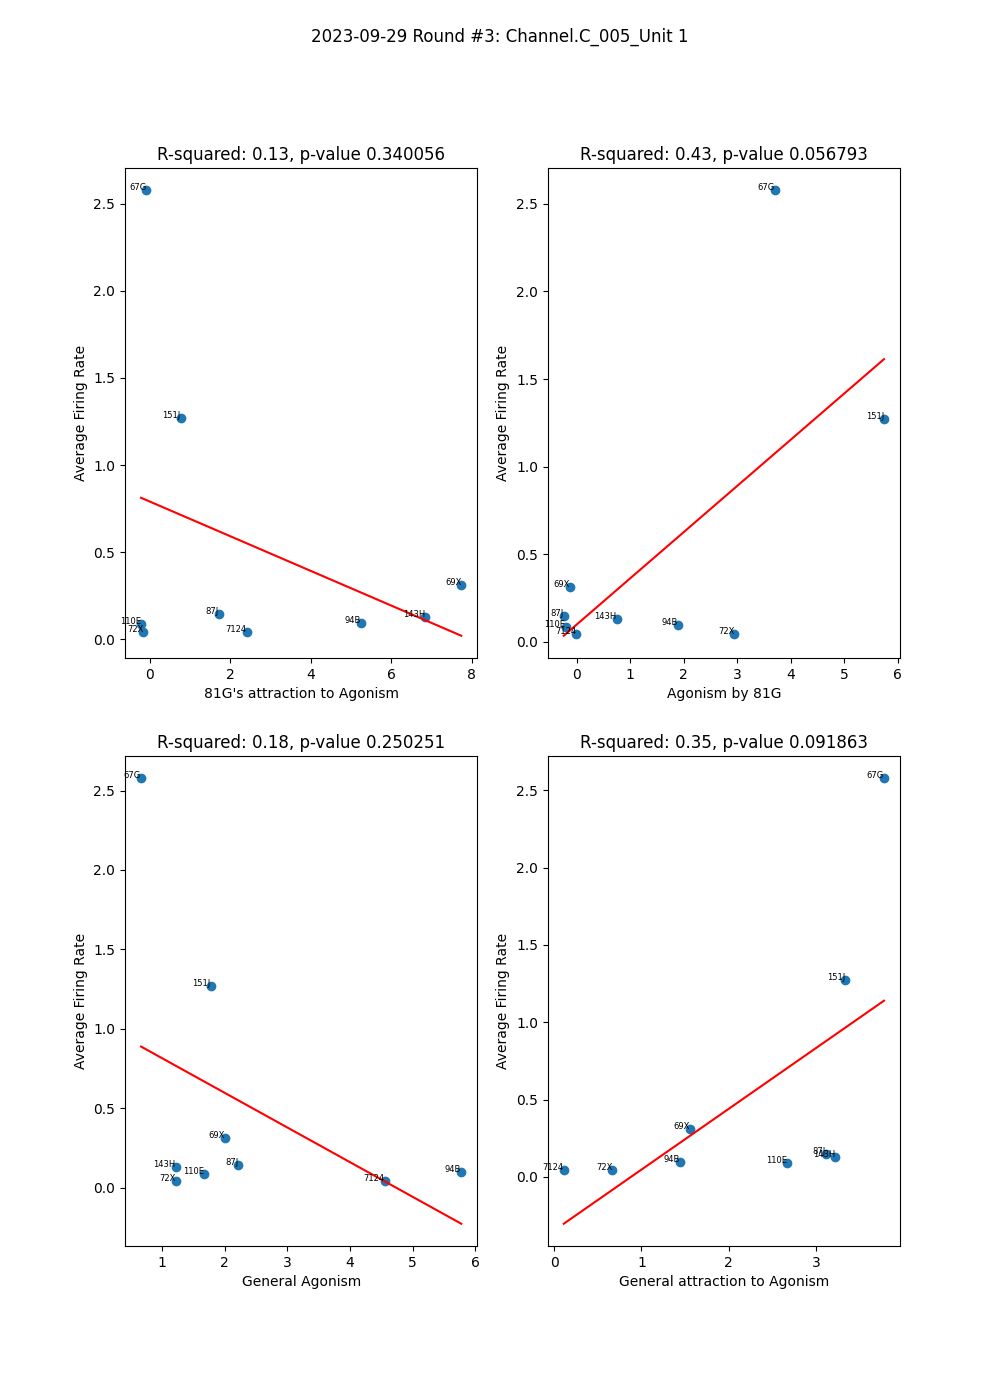 2023-09-29 Round #3: Channel.C_005_Unit 1
R-squared: 0.13, p-value 0.340056
Average Firing Rate
2.5
2.0
1.5
1.0
0.5
0.0
67G
151J
69X
87J
143H
94B
110E
72X
7124
0 2 4 6 8
81G's attraction to Agonism
R-squared: 0.43, p-value 0.056793
Average Firing Rate
2.5
2.0
1.5
1.0
0.5
0.0
67G
151J
69X
87J
143H
94B
110E
7124
72X
0 1 2 3 4 5 6
Agonism by 81G
R-squared: 0.18, p-value 0.250251
Average Firing Rate
2.5
2.0
1.5
1.0
0.5
0.0
67G
151J
69X
143H
87J
110E
94B
72X
7124
1 2 3 4 5 6
General Agonism
R-squared: 0.35, p-value 0.091863
Average Firing Rate
2.5
2.0
1.5
1.0
0.5
0.0
67G
151J
69X
87J
143H
94B
110E
7124
72X
0 1 2 3
General attraction to Agonism